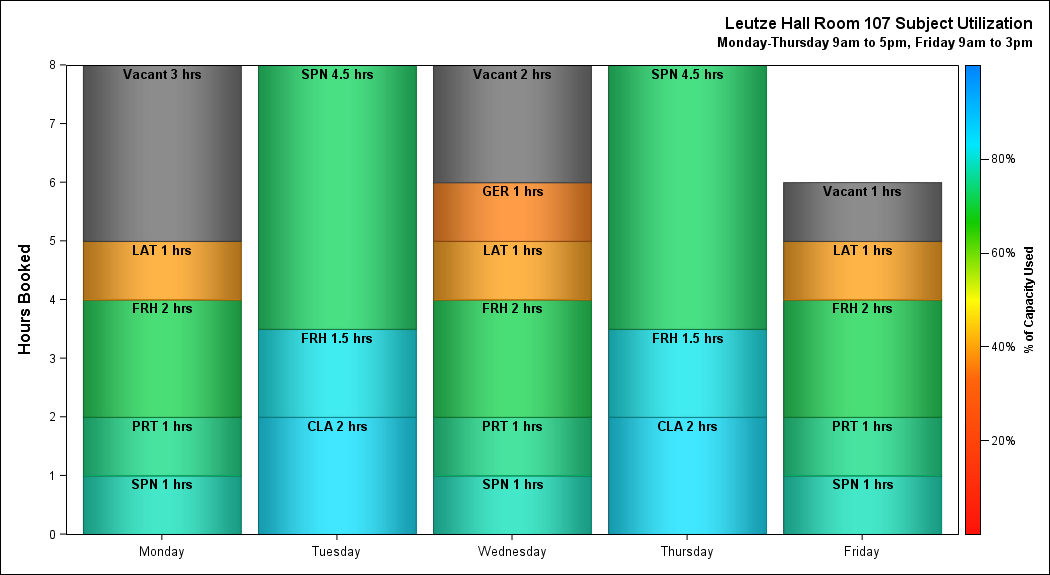 Leutze Hall Room 107 Subject Utilization
Monday-Thursday 9am to 5pm, Friday 9am to 3pm
Hours Booked
8
7
6
5
4
3
2
1
0
Vacant 3 hrs
LAT 1 hrs
FRH 2 hrs
PRT 1 hrs
SPN 1 hrs
SPN 4.5 hrs
FRH 1.5 hrs
CLA 2 hrs
Vacant 2 hrs
GER 1 hrs
LAT 1 hrs
FRH 2 hrs
PRT 1 hrs
SPN 1 hrs
SPN 4.5 hrs
FRH 1.5 hrs
CLA 2 hrs
Vacant 1 hrs
LAT 1 hrs
FRH 2 hrs
PRT 1 hrs
SPN 1 hrs
Monday
Tuesday
Wednesday
Thursday
Friday
80%
60%
40%
20%
% of Capacity Used